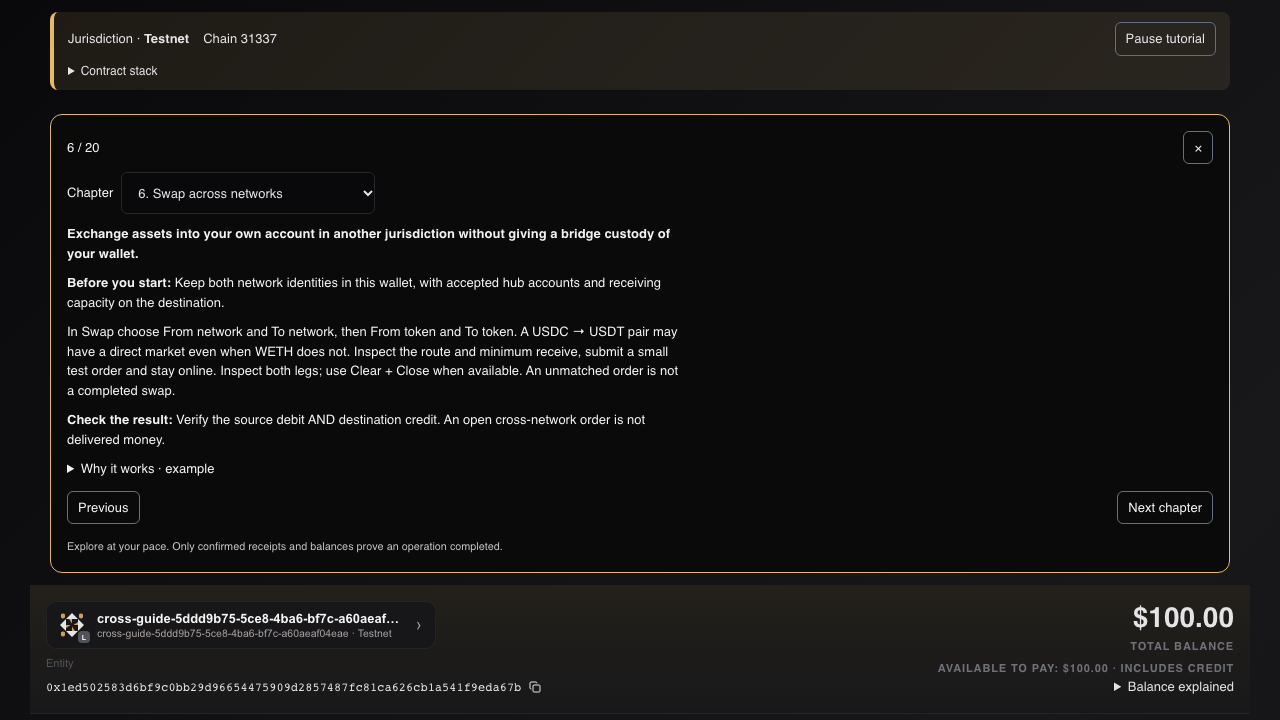 Jurisdiction · Testnet Chain 31337
Pause tutorial
Contract stack
6 / 20
×
Chapter 6. Swap across networks
Exchange assets into your own account in another jurisdiction without giving a bridge custody of
your wallet.
Before you start: Keep both network identities in this wallet, with accepted hub accounts and receiving
capacity on the destination.
In Swap choose From network and To network, then From token and To token. A USDC → USDT pair may
have a direct market even when WETH does not. Inspect the route and minimum receive, submit a small
test order and stay online. Inspect both legs; use Clear + Close when available. An unmatched order is not
a completed swap.
Check the result: Verify the source debit AND destination credit. An open cross-network order is not
delivered money.
Why it works · example
Previous
Next chapter
Explore at your pace. Only confirmed receipts and balances prove an operation completed.
L
cross-guide-5ddd9b75-5ce8-4ba6-bf7c-a60aeaf...
cross-guide-5ddd9b75-5ce8-4ba6-bf7c-a60aeaf04eae · Testnet
Entity
0x1ed502583d6bf9c0bb29d96654475909d2857487fc81ca626cb1a541f9eda67b
$100.00
TOTAL BALANCE
AVAILABLE TO PAY: $100.00 · INCLUDES CREDIT
Balance explained